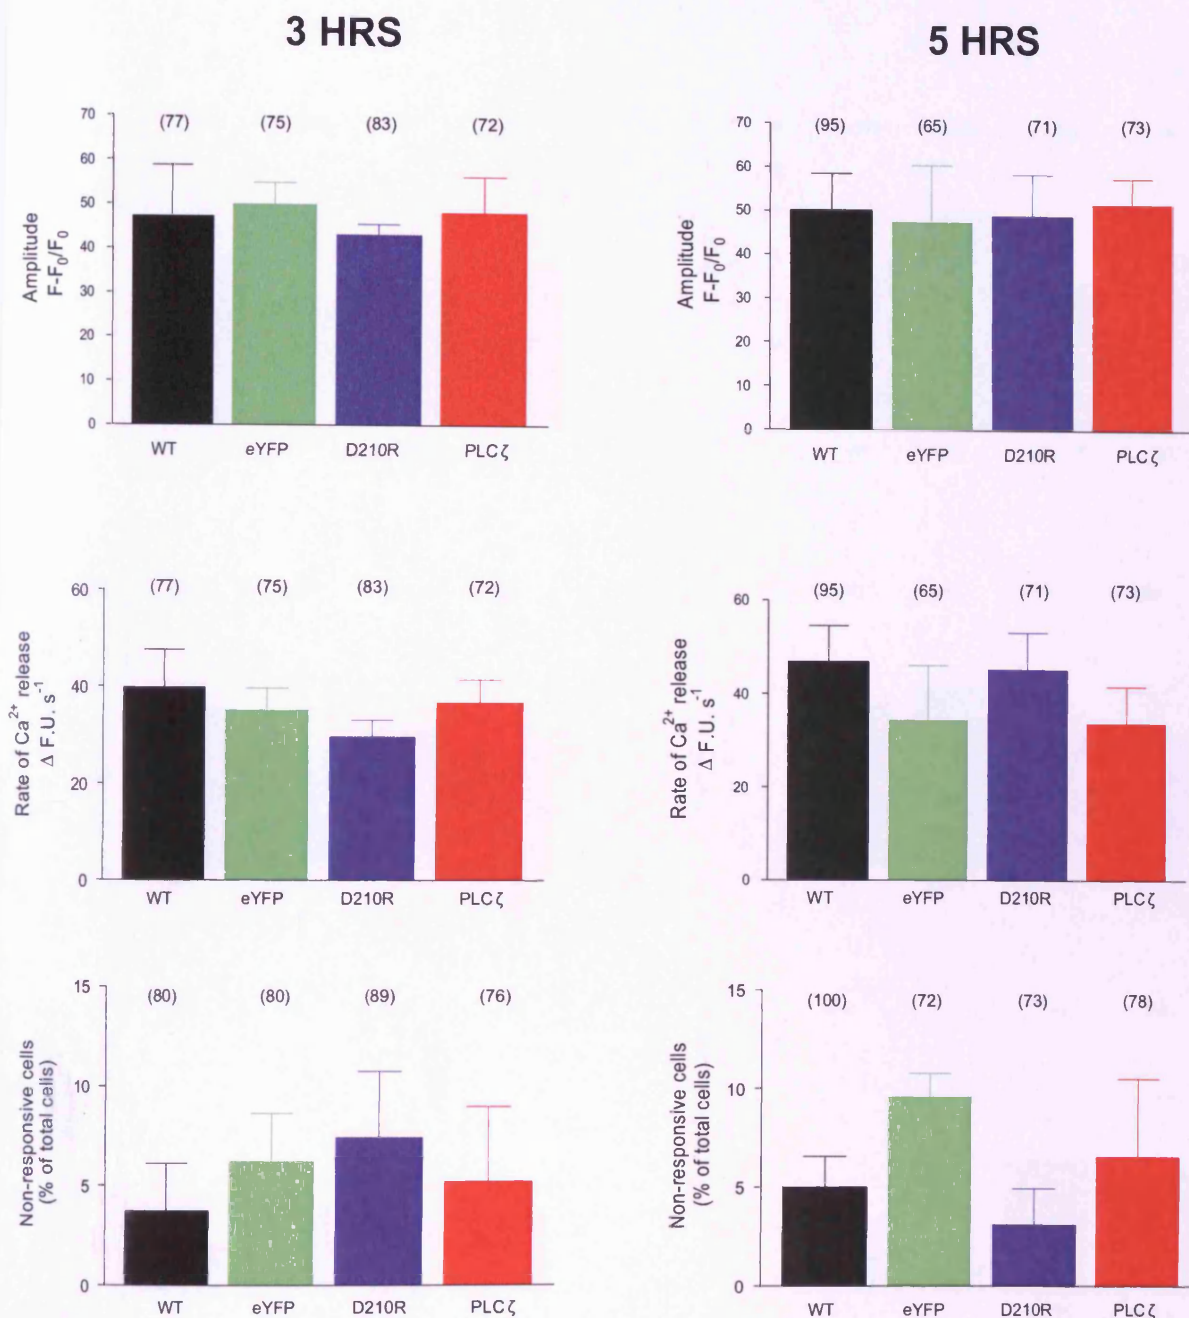 3 HRS
5 HRS
Amplitude
F-F₀/F₀
70
60
50
40
30
20
10
0
(77) (75) (83) (72)
WT eYFP D210R PLCζ
Amplitude
F-F₀/F₀
70
60
50
40
30
20
10
0
(95) (65) (71) (73)
WT eYFP D210R PLCζ
Rate of Ca²⁺ release
Δ F.U. s⁻¹
60
40
20
0
(77) (75) (83) (72)
WT eYFP D210R PLCζ
Rate of Ca²⁺ release
Δ F.U. s⁻¹
60
40
20
0
(95) (65) (71) (73)
WT eYFP D210R PLCζ
Non-responsive cells
(% of total cells)
15
10
5
0
(80) (80) (89) (76)
WT eYFP D210R PLCζ
Non-responsive cells
(% of total cells)
15
10
5
0
(100) (72) (73) (78)
WT eYFP D210R PLCζ